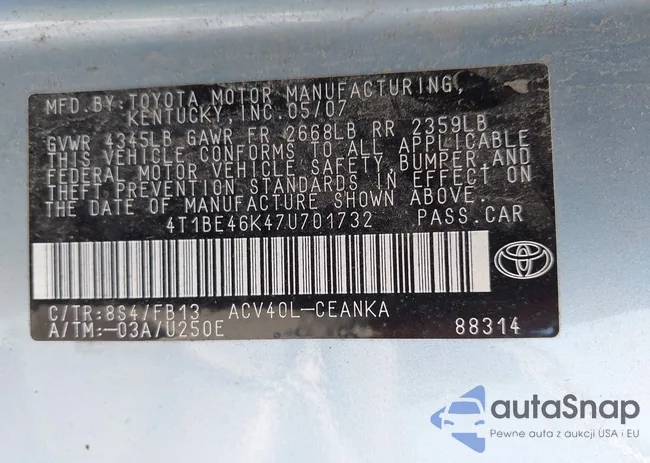 MFD.BY:TOYOTA MOTOR MANUFACTURING,
KENTUCKY,INC.05/07
GVWR 4345LB GAWR FR 2668LB RR 2359LB
THIS VEHICLE CONFORMS TO ALL APPLICABLE
FEDERAL MOTOR VEHICLE SAFETY, BUMPER,AND
THEFT PREVENTION STANDARDS IN EFFECT ON
THE DATE OF MANUFACTURE SHOWN ABOVE.
4T1BE46K47U701732 PASS.CAR
C/TR:8S4/FB13 ACV40L-CEANKA
A/TM:-03A/U250E 88314
autoSnap
Pewne auta z aukcji USA i EU